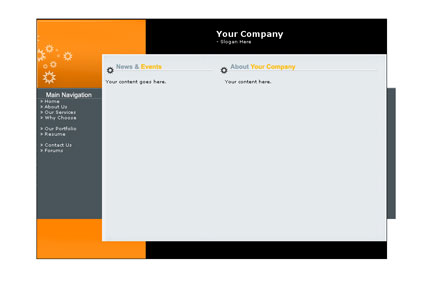 Your Company
- Slogan Here
News & Events
About Your Company
Your content goes here.
Your content here.
Main Navigation
» Home
» About Us
» Our Services
» Why Choose
» Our Portfolio
» Resume
» Contact Us
» Forums